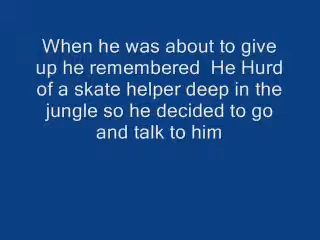 When he was about to give
up he remembered  He Hurd
of a skate helper deep in the
jungle so he decided to go
and talk to him